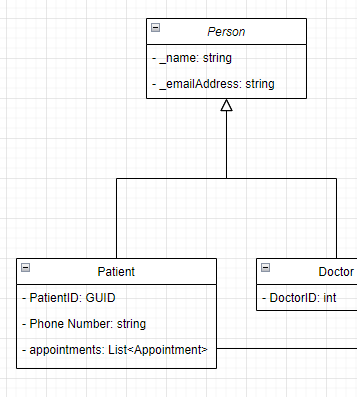 Person
- _name: string
- _emailAddress: string
Patient
- PatientID: GUID
- Phone Number: string
- appointments: List<Appointment>
Doctor
- DoctorID: int